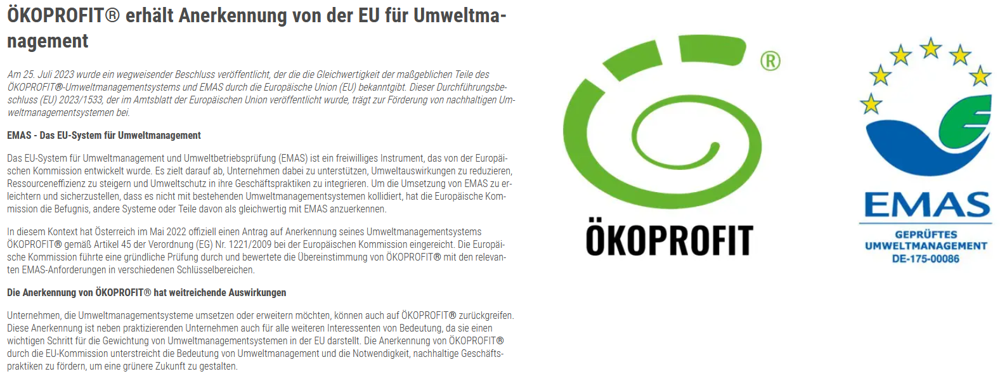 ÖKOPROFIT® erhält Anerkennung von der EU für Umweltma-
nagement
Am 25. Juli 2023 wurde ein wegweisender Beschluss veröffentlicht, der die die Gleichwertigkeit der maßgeblichen Teile des
ÖKOPROFIT®-Umweltmanagementsystems und EMAS durch die Europäische Union (EU) bekanntgibt. Dieser Durchführungsbe-
schluss (EU) 2023/1533, der im Amtsblatt der Europäischen Union veröffentlicht wurde, trägt zur Förderung von nachhaltigen Um-
weltmanagementsystemen bei.
EMAS - Das EU-System für Umweltmanagement
Das EU-System für Umweltmanagement und Umweltbetriebsprüfung (EMAS) ist ein freiwilliges Instrument, das von der Europäi-
schen Kommission entwickelt wurde. Es zielt darauf ab, Unternehmen dabei zu unterstützen, Umweltauswirkungen zu reduzieren,
Ressourceneffizienz zu steigern und Umweltschutz in ihre Geschäftspraktiken zu integrieren. Um die Umsetzung von EMAS zu er-
leichtern und sicherzustellen, dass es nicht mit bestehenden Umweltmanagementsystemen kollidiert, hat die Europäische Kom-
mission die Befugnis, andere Systeme oder Teile davon als gleichwertig mit EMAS anzuerkennen.
In diesem Kontext hat Österreich im Mai 2022 offiziell einen Antrag auf Anerkennung seines Umweltmanagementsystems
ÖKOPROFIT® gemäß Artikel 45 der Verordnung (EG) Nr. 1221/2009 bei der Europäischen Kommission eingereicht. Die Europäi-
sche Kommission führte eine gründliche Prüfung durch und bewertete die Übereinstimmung von ÖKOPROFIT® mit den relevan-
ten EMAS-Anforderungen in verschiedenen Schlüsselbereichen.
Die Anerkennung von ÖKOPROFIT® hat weitreichende Auswirkungen
Unternehmen, die Umweltmanagementsysteme umsetzen oder erweitern möchten, können auch auf ÖKOPROFIT® zurückgreifen.
Diese Anerkennung ist neben praktizierenden Unternehmen auch für alle weiteren Interessenten von Bedeutung, da sie einen
wichtigen Schritt für die Gewichtung von Umweltmanagementsystemen in der EU darstellt. Die Anerkennung von ÖKOPROFIT®
durch die EU-Kommission unterstreicht die Bedeutung von Umweltmanagement und die Notwendigkeit, nachhaltige Geschäfts-
praktiken zu fördern, um eine grünere Zukunft zu gestalten.
®
ÖKOPROFIT
EMAS
GEPRÜFTES
UMWELTMANAGEMENT
DE-175-00086